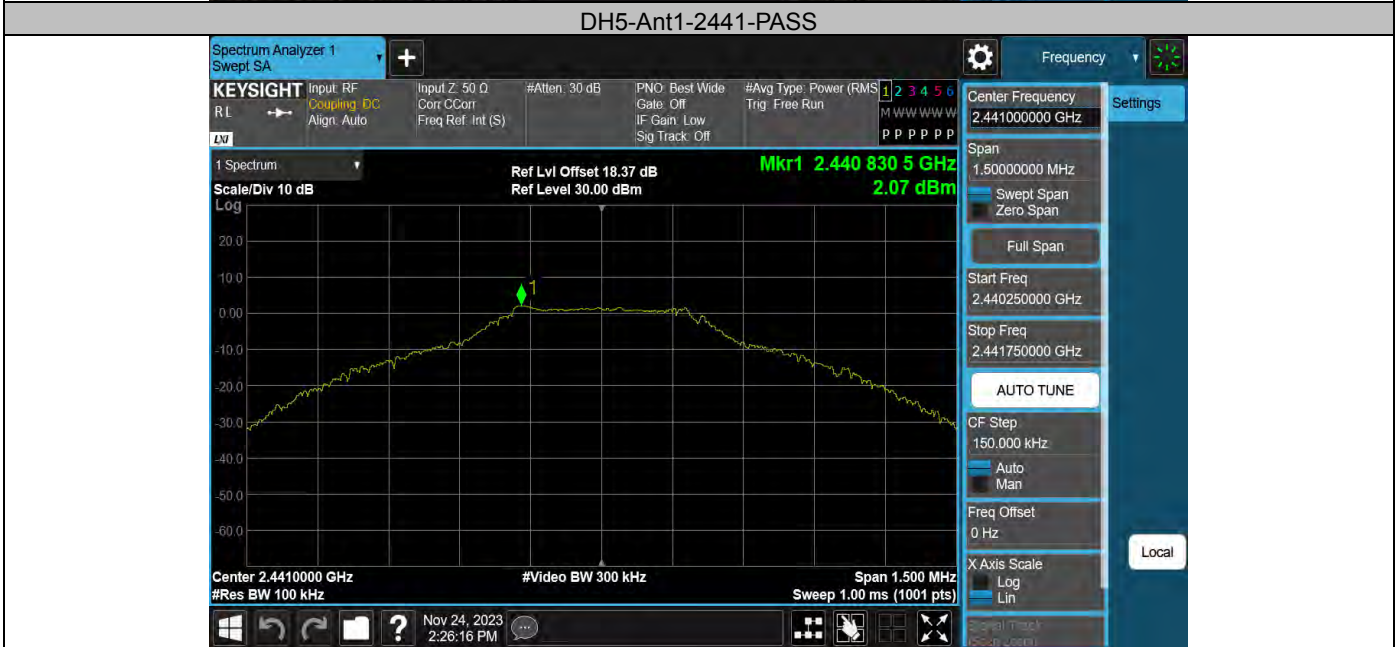 DH5-Ant1-2441-PASS
Spectrum Analyzer 1
Swept SA
+
Frequency
KEYSIGHT
RL
LXI
Input: RF
Coupling: DC
Align: Auto
Input Z: 50 Ω
Corr CCorr
Freq Ref: Int (S)
#Atten: 30 dB
PNO: Best Wide
Gate: Off
IF Gain: Low
Sig Track: Off
#Avg Type: Power (RMS
Trig: Free Run
1 2 3 4 5 6
M W W W W W
P P P P P P
1 Spectrum
Scale/Div 10 dB
Log
Ref Lvl Offset 18.37 dB
Ref Level 30.00 dBm
Mkr1 2.440 830 5 GHz
2.07 dBm
1
20.0
10.0
0.00
-10.0
-20.0
-30.0
-40.0
-50.0
-60.0
Center 2.4410000 GHz
#Res BW 100 kHz
#Video BW 300 kHz
Span 1.500 MHz
Sweep 1.00 ms (1001 pts)
Center Frequency
2.441000000 GHz
Settings
Span
1.50000000 MHz
Swept Span
Zero Span
Full Span
Start Freq
2.440250000 GHz
Stop Freq
2.441750000 GHz
AUTO TUNE
CF Step
150.000 kHz
Auto
Man
Freq Offset
0 Hz
X Axis Scale
Log
Lin
Local
Signal Track
(Span Zoom)
?
Nov 24, 2023
2:26:16 PM